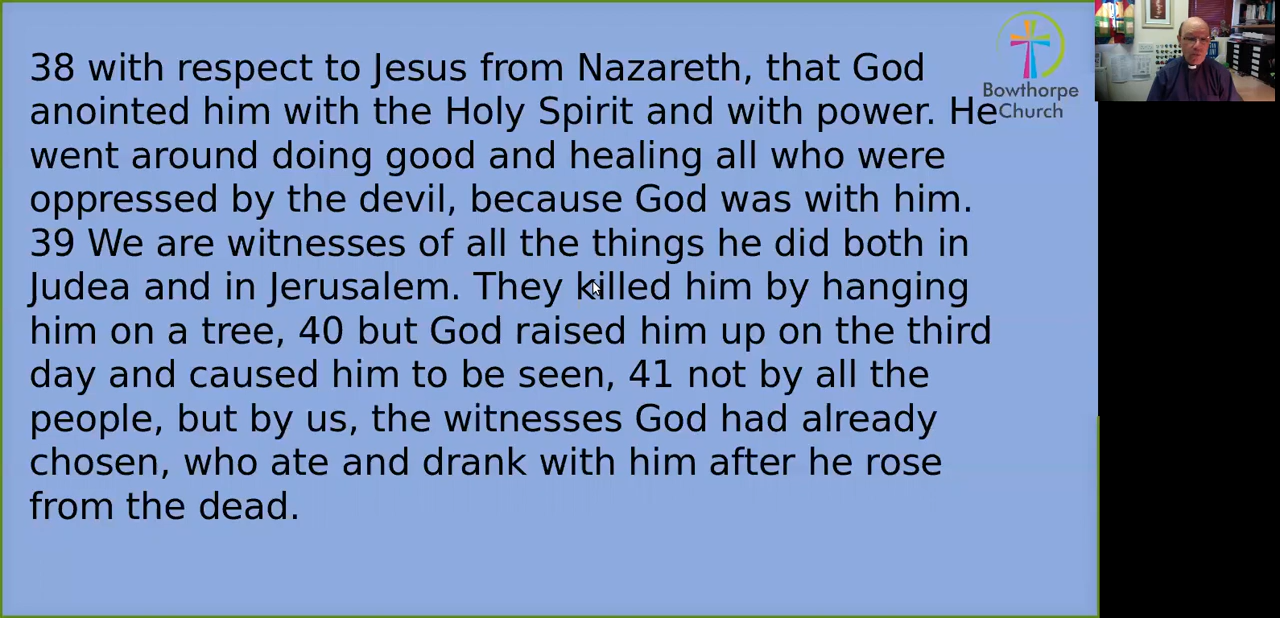 38 with respect to Jesus from Nazareth, that God
anointed him with the Holy Spirit and with power. He
went around doing good and healing all who were
oppressed by the devil, because God was with him.
39 We are witnesses of all the things he did both in
Judea and in Jerusalem. They killed him by hanging
him on a tree, 40 but God raised him up on the third
day and caused him to be seen, 41 not by all the
people, but by us, the witnesses God had already
chosen, who ate and drank with him after he rose
from the dead.
Bowthorpe
Church